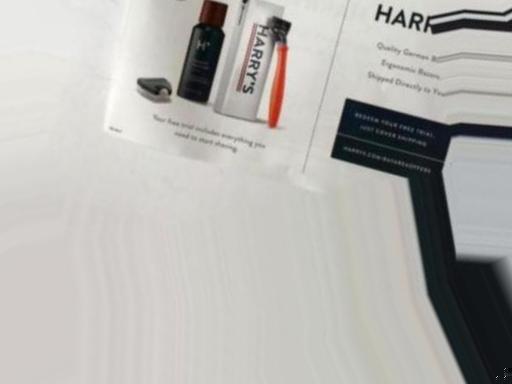 HARRY'S
Your free trial includes everything you
need to start shaving.
HARR
Quality German
Ergonomic Razors
Shipped Directly to You
REDEEM YOUR FREE TRIAL,
JUST COVER SHIPPING